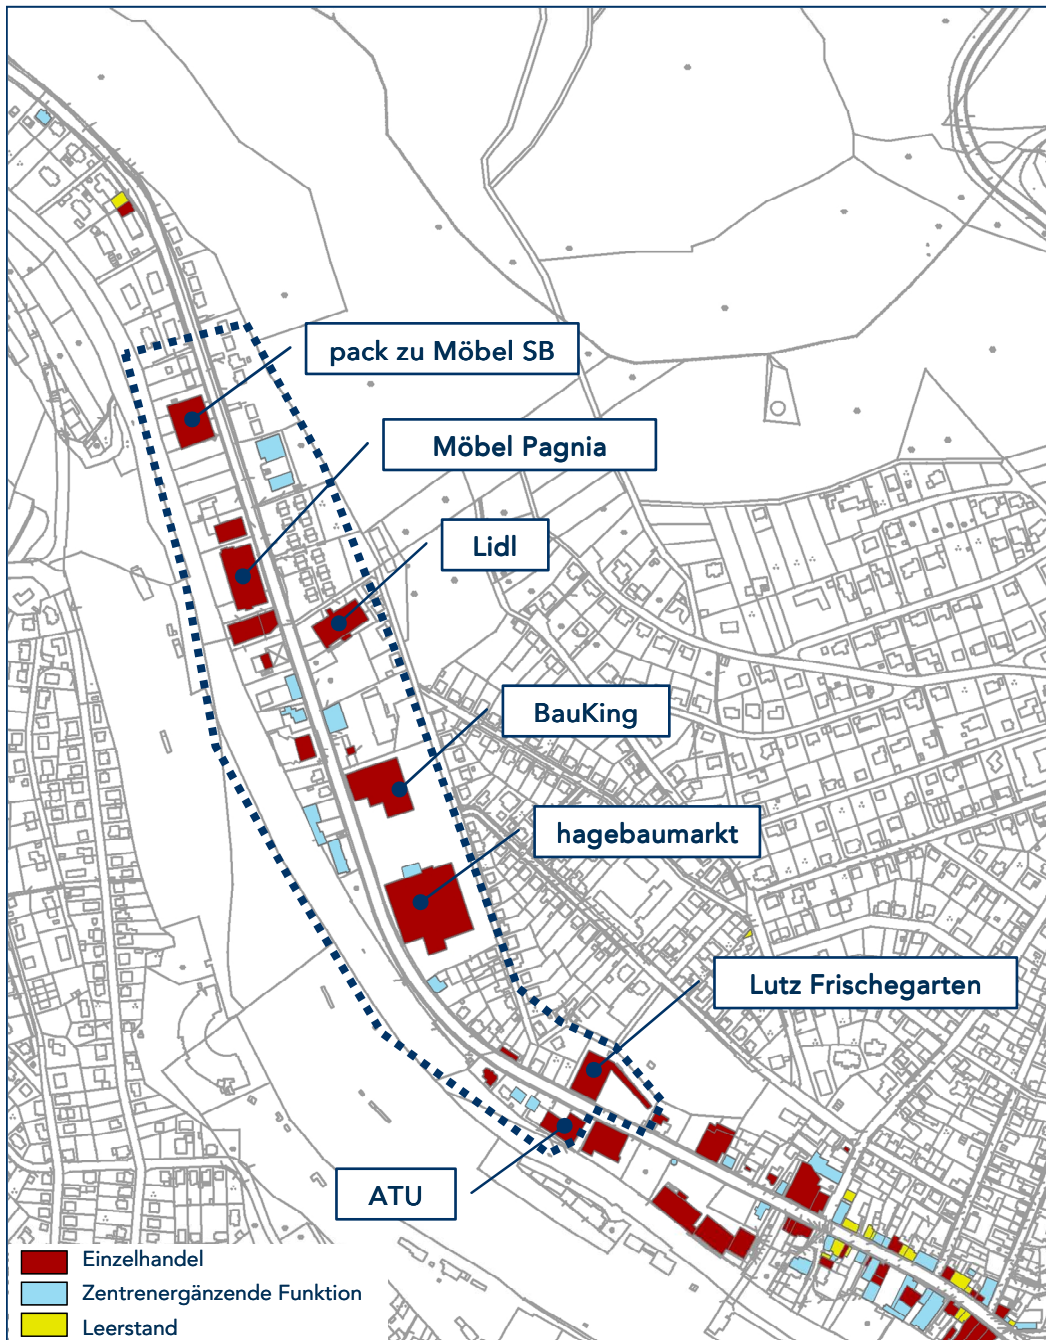 pack zu Möbel SB
Möbel Pagnia
Lidl
BauKing
hagebaumarkt
Lutz Frischegarten
ATU
Einzelhandel
Zentrenergänzende Funktion
Leerstand